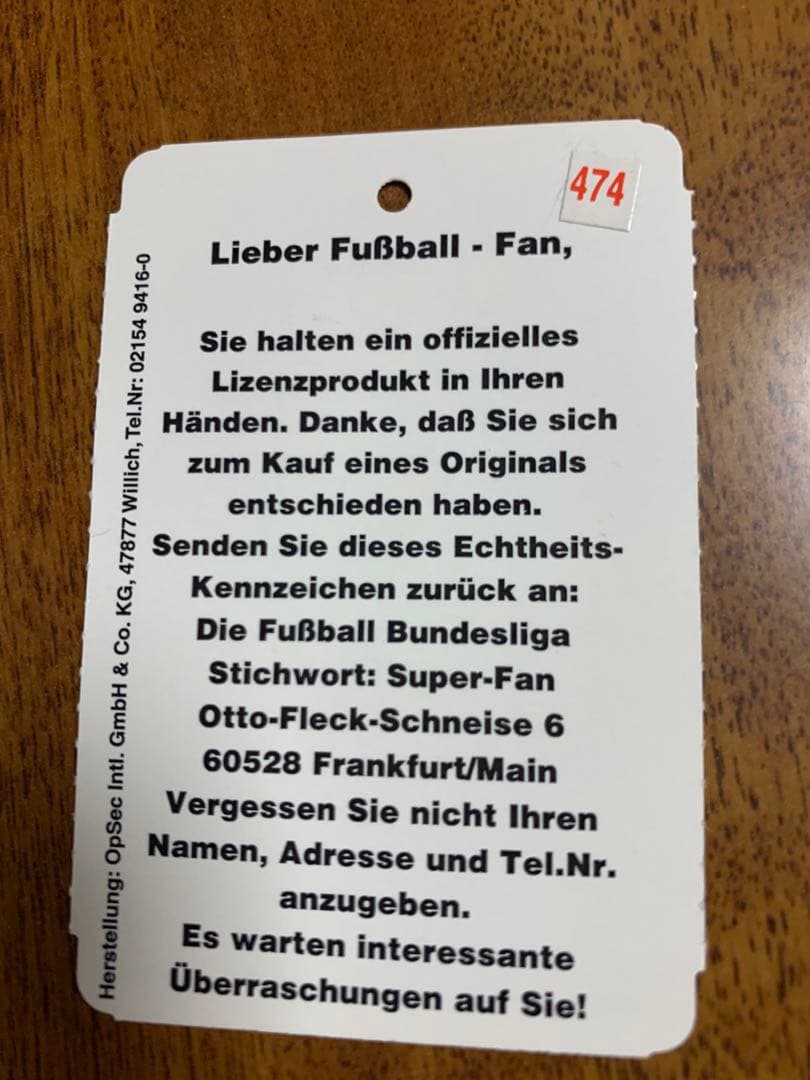 474
Lieber Fußball - Fan,
Sie halten ein offizielles
Lizenzprodukt in Ihren
Händen. Danke, daß Sie sich
zum Kauf eines Originals
entschieden haben.
Senden Sie dieses Echtheits-
Kennzeichen zurück an:
Die Fußball Bundesliga
Stichwort: Super-Fan
Otto-Fleck-Schneise 6
60528 Frankfurt/Main
Vergessen Sie nicht Ihren
Namen, Adresse und Tel.Nr.
anzugeben.
Es warten interessante
Überraschungen auf Sie!
Herstellung: OpSec Intl. GmbH & Co. KG, 47877 Willich, Tel.Nr: 02154 9416-0